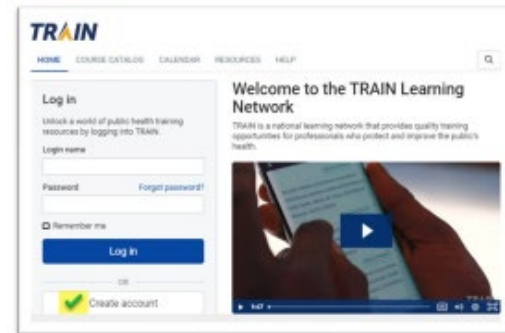 TRAIN
HOME COURSE CATALOG CALENDAR RESOURCES HELP
Log in
Unlock a world of public health training
resources by logging into TRAIN.
Login name
Password Forgot password?
Remember me
Log in
OR
Create account
Welcome to the TRAIN Learning
Network
TRAIN is a national learning network that provides quality training
opportunities for professionals who protect and improve the public's
health.